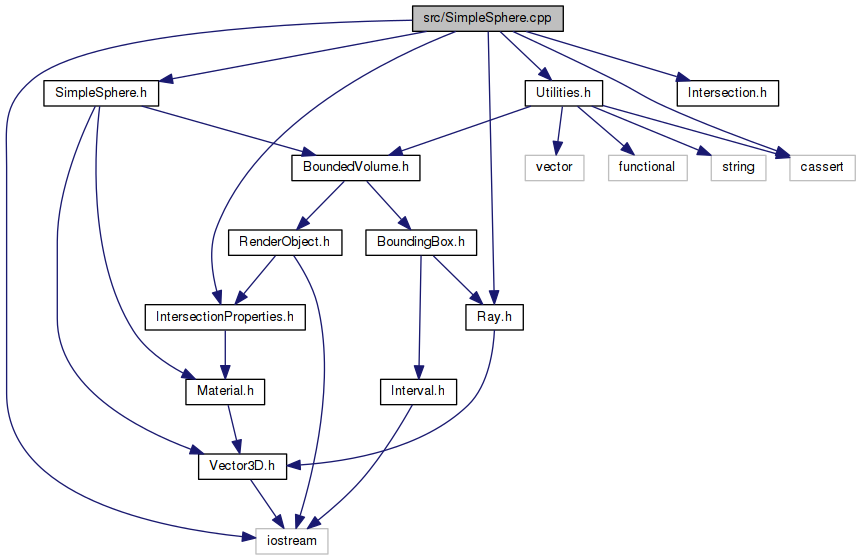 src/SimpleSphere.cpp
SimpleSphere.h
Utilities.h
Intersection.h
BoundedVolume.h
vector
functional
string
cassert
RenderObject.h
BoundingBox.h
IntersectionProperties.h
Ray.h
Material.h
Interval.h
Vector3D.h
iostream